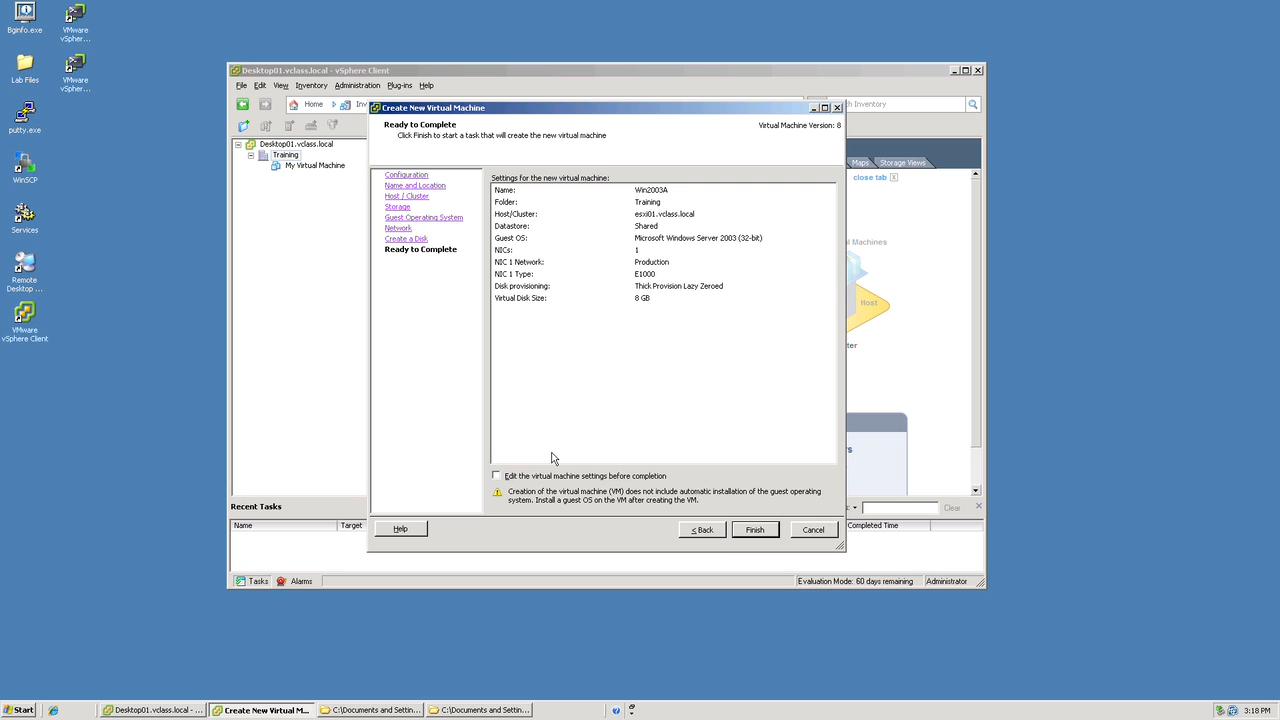 Bginfo.exe
VMware
vSpher...
Lab Files
VMware
vSpher...
putty.exe
WinSCP
Services
Remote
Desktop ...
VMware
vSphere Client
Desktop01.vclass.local - vSphere Client
File Edit View Inventory Administration Plug-ins Help
Home Inv
h Inventory
Desktop01.vclass.local
Training
My Virtual Machine
Maps Storage Views
close tab X
l Machines
Host
ter
rs
Create New Virtual Machine
Ready to Complete
Click Finish to start a task that will create the new virtual machine
Virtual Machine Version: 8
Configuration
Name and Location
Host / Cluster
Storage
Guest Operating System
Network
Create a Disk
Ready to Complete
Settings for the new virtual machine:
Name: Win2003A
Folder: Training
Host/Cluster: esxi01.vclass.local
Datastore: Shared
Guest OS: Microsoft Windows Server 2003 (32-bit)
NICs: 1
NIC 1 Network: Production
NIC 1 Type: E1000
Disk provisioning: Thick Provision Lazy Zeroed
Virtual Disk Size: 8 GB
Edit the virtual machine settings before completion
Creation of the virtual machine (VM) does not include automatic installation of the guest operating
system. Install a guest OS on the VM after creating the VM.
Help < Back Finish Cancel
Recent Tasks
Clear
Name Target Completed Time
Tasks Alarms Evaluation Mode: 60 days remaining Administrator
Start Desktop01.vclass.local - ... Create New Virtual M... C:\Documents and Settin... C:\Documents and Settin... 3:18 PM